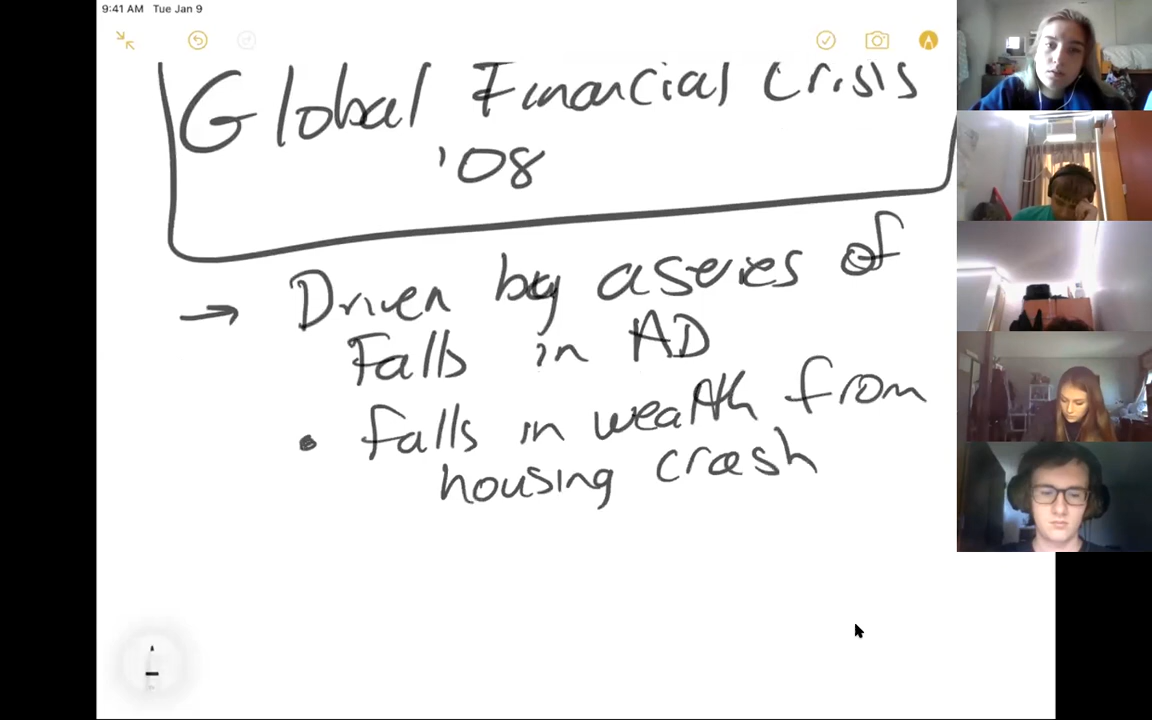 9:41 AM Tue Jan 9
Global Financial Crisis
'08
→ Driven by a series of
Falls in AD
• falls in wealth from
housing crash